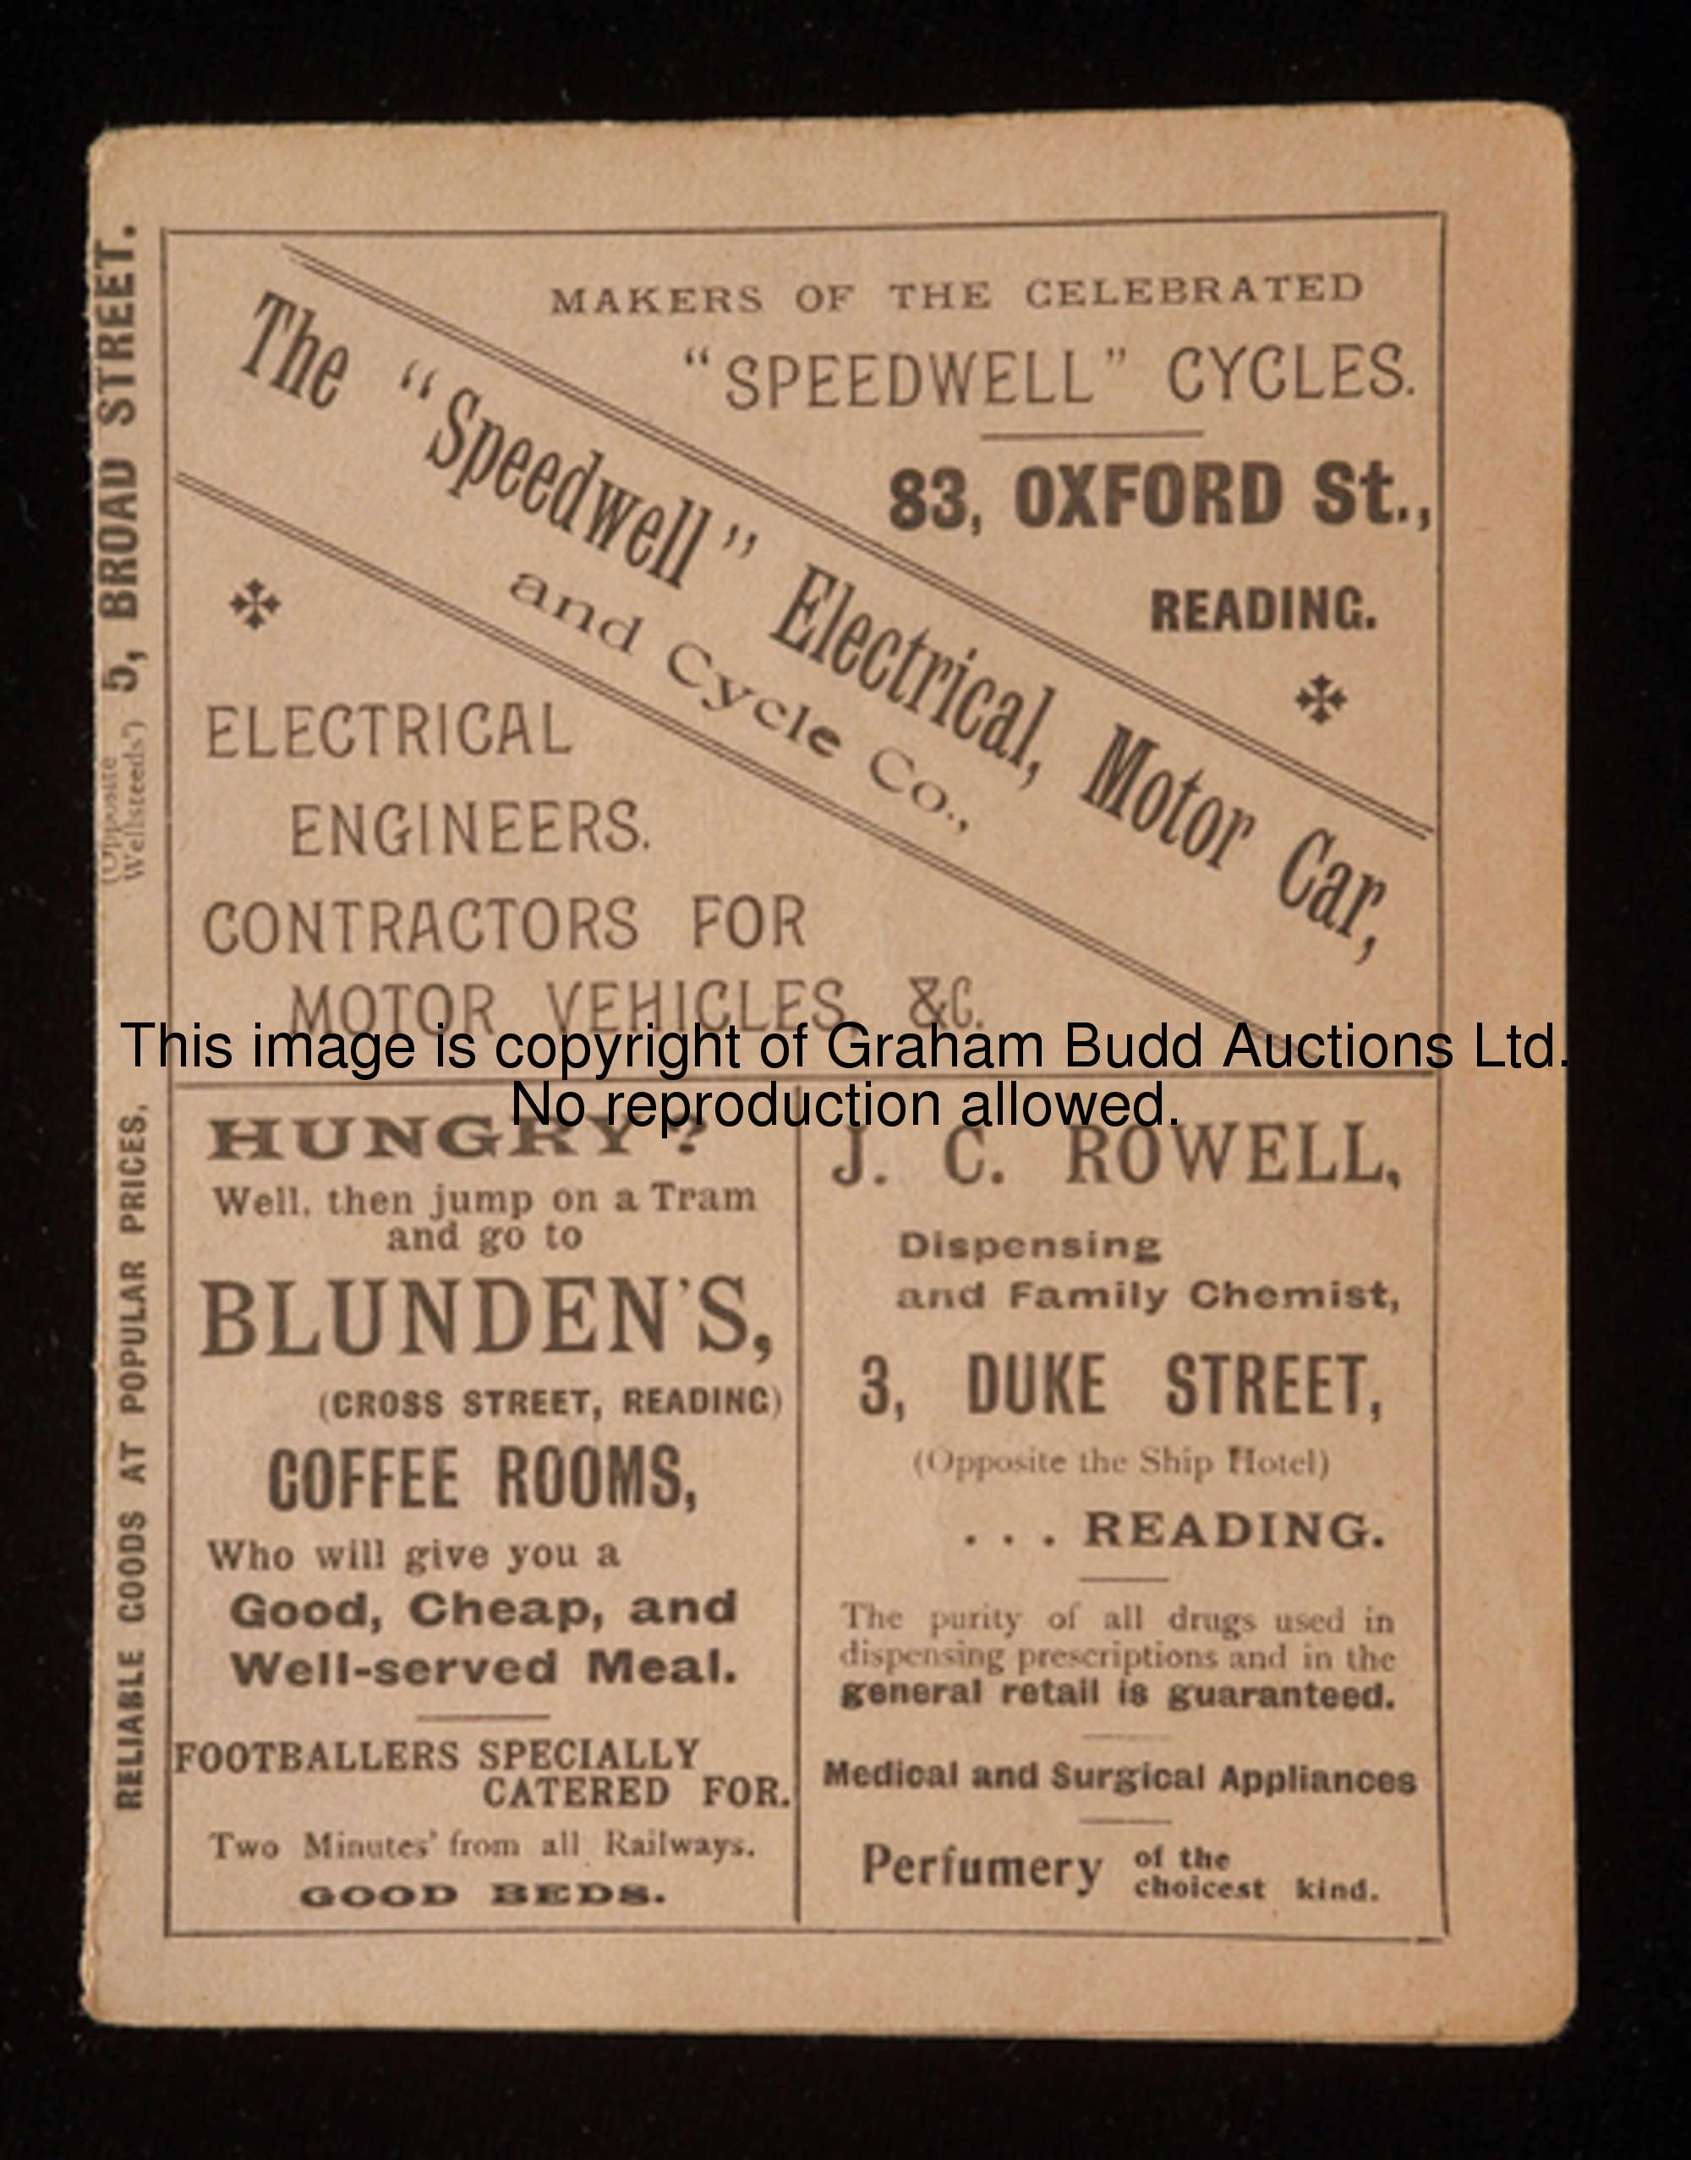 MAKERS OF THE CELEBRATED
"SPEEDWELL" CYCLES.
83, OXFORD St.,
READING.
The "Speedwell" Electrical, Motor Car,
and Cycle Co.,
ELECTRICAL
ENGINEERS.
CONTRACTORS FOR
MOTOR VEHICLES, &C.
This image is copyright of Graham Budd Auctions Ltd.
No reproduction allowed.
HUNGRY?
Well, then jump on a Tram
and go to
BLUNDEN'S,
(CROSS STREET, READING)
COFFEE ROOMS,
Who will give you a
Good, Cheap, and
Well-served Meal.
FOOTBALLERS SPECIALLY
CATERED FOR.
Two Minutes' from all Railways.
GOOD BEDS.
J. C. ROWELL,
Dispensing
and Family Chemist,
3, DUKE STREET,
(Opposite the Ship Hotel)
... READING.
The purity of all drugs used in
dispensing prescriptions and in the
general retail is guaranteed.
Medical and Surgical Appliances
Perfumery of the
choicest kind.
RELIABLE GOODS AT POPULAR PRICES.
(Opposite
Wellsteeds')
5, BROAD STREET.